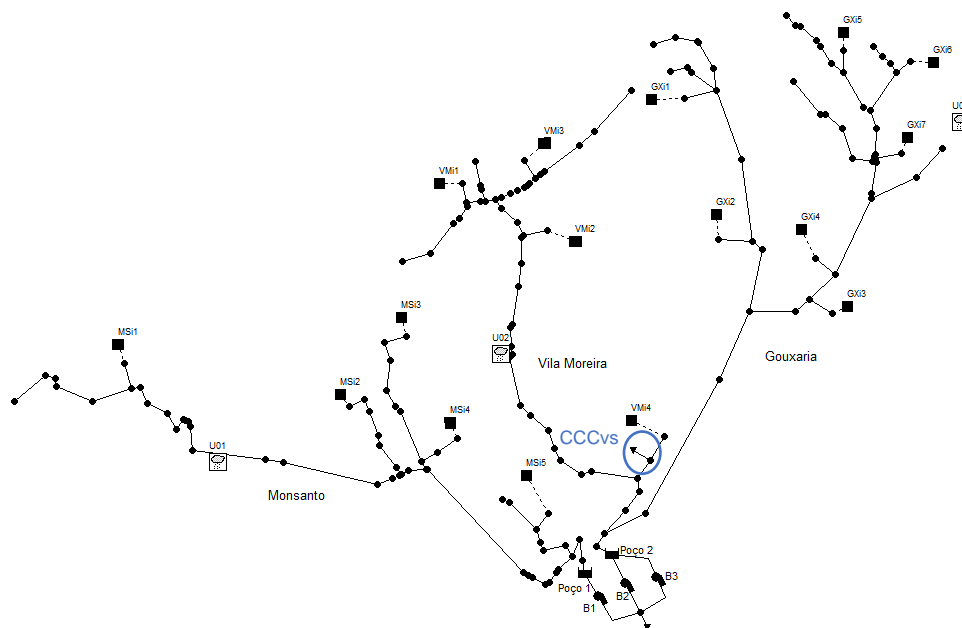 GXi5
GXi6
GXi1
U0
VMi3
GXi7
VMi1
GXi2
GXi4
VMi2
MSi3
GXi3
MSi1
U02
Vila Moreira
Gouxaria
MSi2
MSi4
VMi4
CCCvs
U01
MSi5
Monsanto
Poço 2
Poço 1
B3
B2
B1